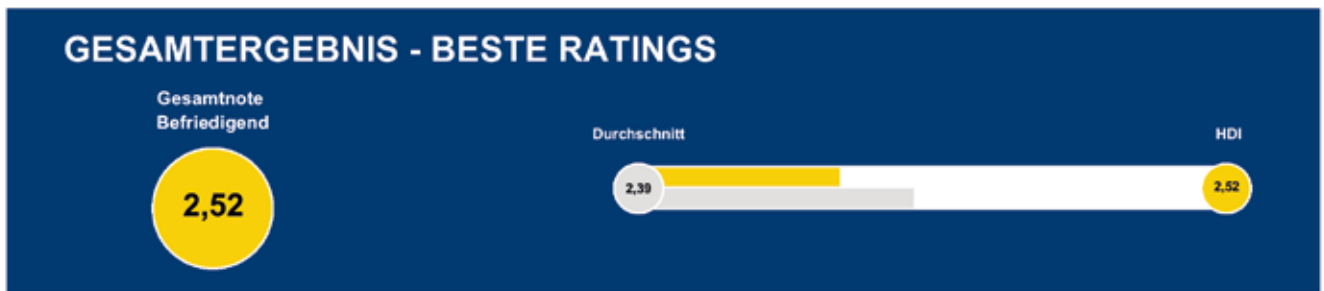 GESAMTERGEBNIS - BESTE RATINGS
Gesamtnote
Befriedigend
2,52
Durchschnitt
HDI
2,39
2,52